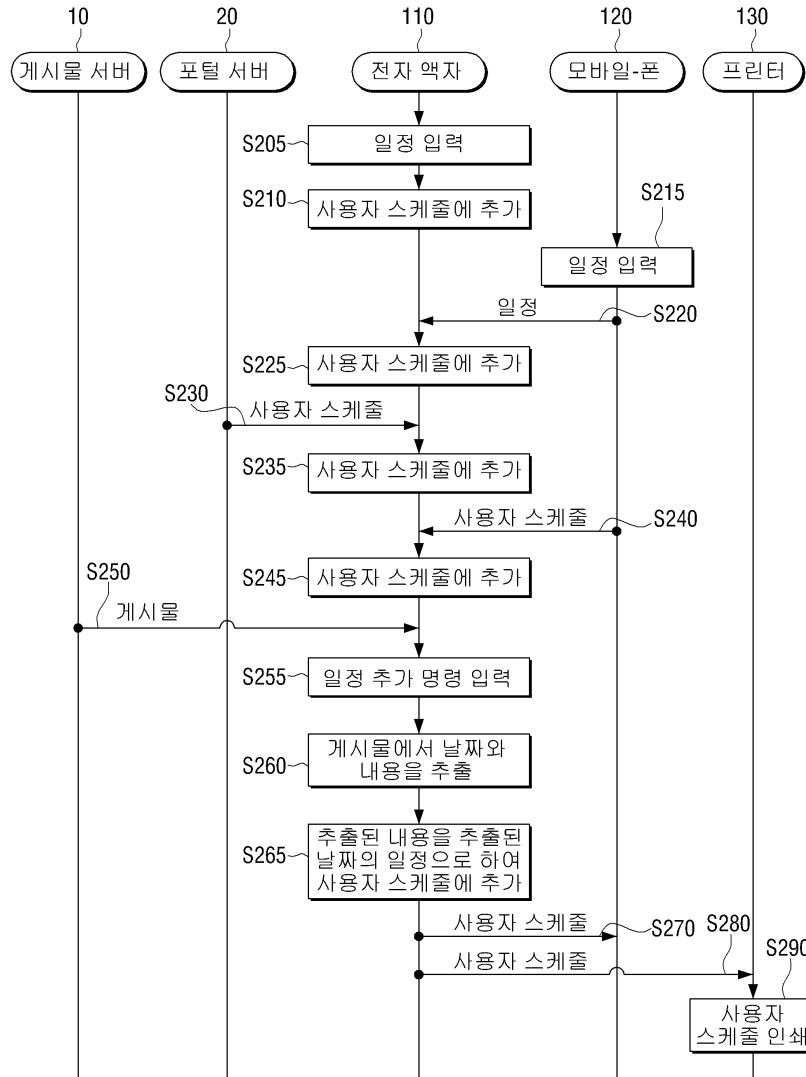 10 20 110 120 130
게시물 서버 포털 서버 전자 액자 모바일-폰 프린터
S205 일정 입력
S210 사용자 스케줄에 추가
S215
일정 입력
일정 S220
S225 사용자 스케줄에 추가
S230 사용자 스케줄
S235 사용자 스케줄에 추가
사용자 스케줄 S240
S245 사용자 스케줄에 추가
S250 게시물
S255 일정 추가 명령 입력
S260 게시물에서 날짜와
내용을 추출
추출된 내용을 추출된
S265 날짜의 일정으로 하여
사용자 스케줄에 추가
사용자 스케줄 S270
사용자 스케줄 S280
S290
사용자
스케줄 인쇄